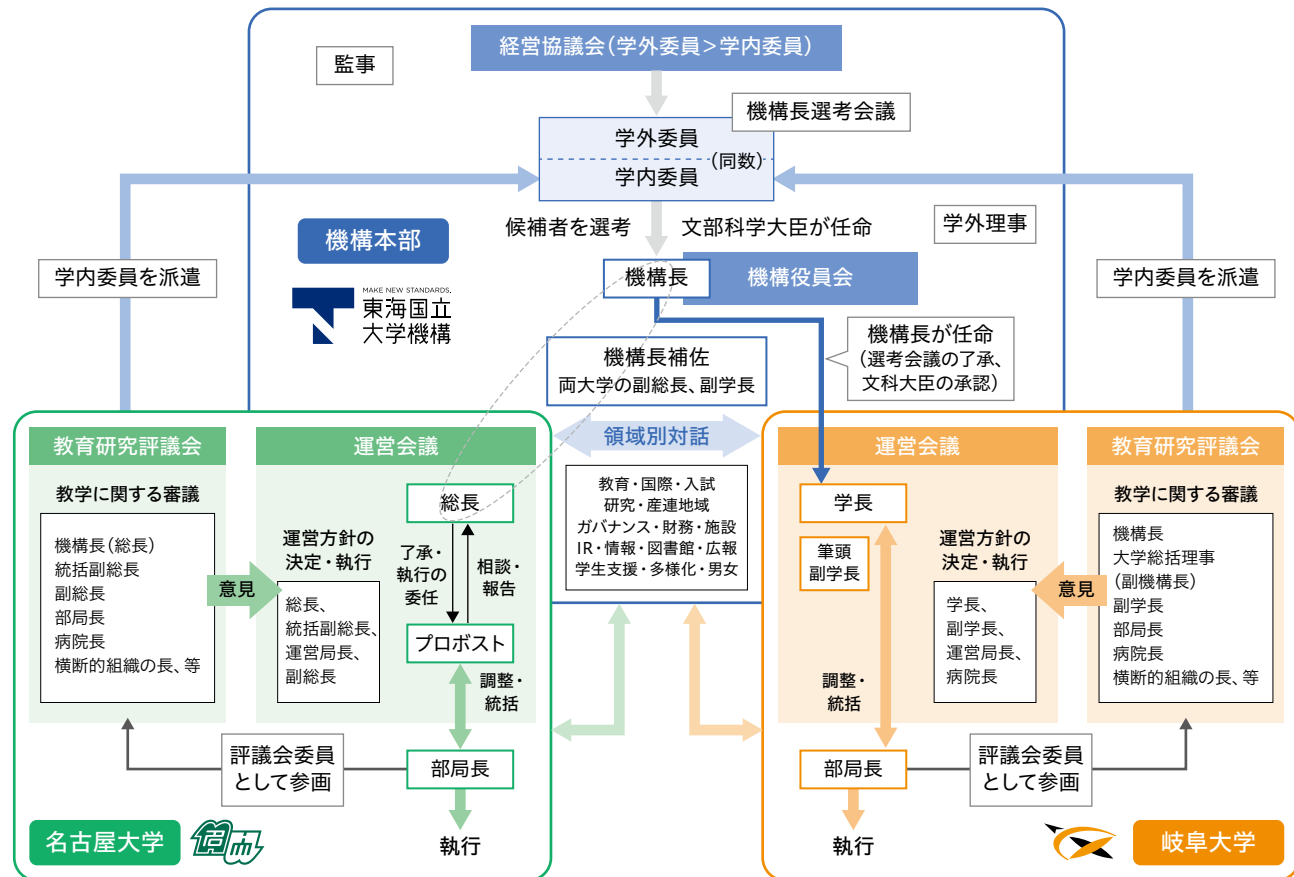 経営協議会(学外委員>学内委員)
監事
機構長選考会議
学外委員
(同数)
学内委員
候補者を選考
文部科学大臣が任命
学外理事
機構本部
学内委員を派遣
学内委員を派遣
機構長
機構役員会
MAKE NEW STANDARDS.
東海国立
大学機構
機構長補佐
両大学の副総長、副学長
機構長が任命
(選考会議の了承、
文科大臣の承認)
領域別対話
教育・国際・入試
研究・産連地域
ガバナンス・財務・施設
IR・情報・図書館・広報
学生支援・多様化・男女
教育研究評議会
教学に関する審議
機構長(総長)
統括副総長
副総長
部局長
病院長
横断的組織の長、等
意見
運営会議
運営方針の
決定・執行
総長、
統括副総長、
運営局長、
副総長
総長
了承・
執行の
委任
相談・
報告
プロボスト
調整・
統括
部局長
評議会委員
として参画
執行
名古屋大学
運営会議
学長
筆頭
副学長
運営方針の
決定・執行
学長、
副学長、
運営局長、
病院長
意見
教育研究評議会
教学に関する審議
機構長
大学総括理事
(副機構長)
副学長
部局長
病院長
横断的組織の長、等
調整・
統括
部局長
評議会委員
として参画
執行
岐阜大学